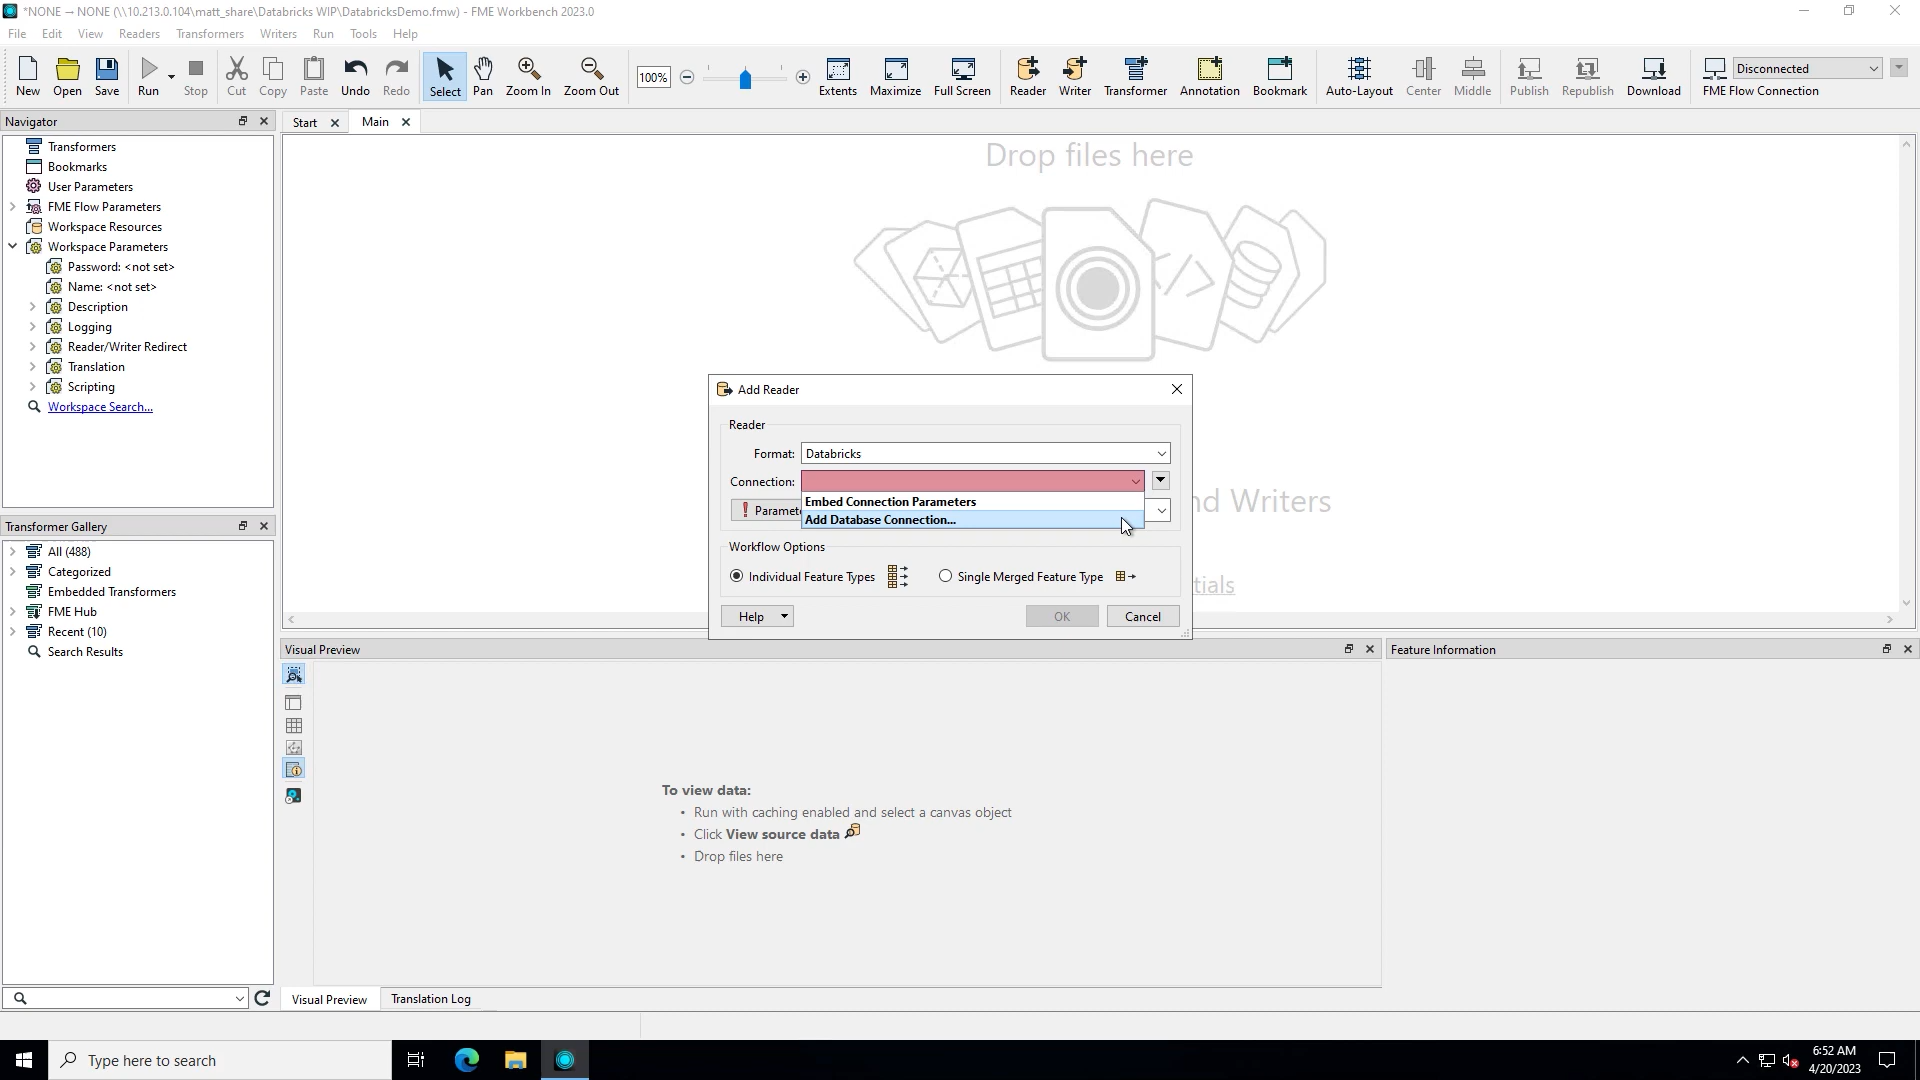 *NONE → NONE (\\10.213.0.104\matt_share\Databricks WIP\DatabricksDemo.fmw) - FME Workbench 2023.0
File Edit View Readers Transformers Writers Run Tools Help
New Open Save Run Stop Cut Copy Paste Undo Redo Select Pan Zoom In Zoom Out 100% Extents Maximize Full Screen Reader Writer Transformer Annotation Bookmark Auto-Layout Center Middle Publish Republish Download Disconnected
FME Flow Connection
Navigator
Start
Main
Transformers
Bookmarks
User Parameters
FME Flow Parameters
Workspace Resources
Workspace Parameters
Password: <not set>
Name: <not set>
Description
Logging
Reader/Writer Redirect
Translation
Scripting
Workspace Search...
Drop files here
nd Writers
tials
Add Reader
Reader
Format: Databricks
Connection:
Embed Connection Parameters
Paramete
Add Database Connection...
Workflow Options
Individual Feature Types
Single Merged Feature Type
Help
OK
Cancel
Transformer Gallery
All (488)
Categorized
Embedded Transformers
FME Hub
Recent (10)
Search Results
Visual Preview
Feature Information
To view data:
• Run with caching enabled and select a canvas object
• Click View source data
• Drop files here
Visual Preview
Translation Log
Type here to search
6:52 AM
4/20/2023